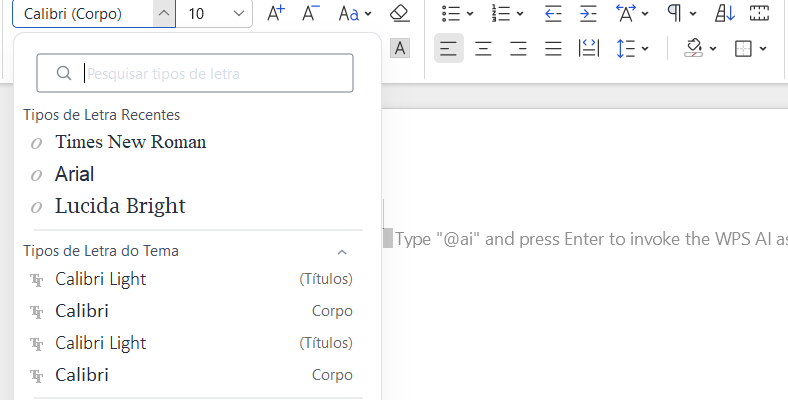 Calibri (Corpo) 10
Pesquisar tipos de letra
Tipos de Letra Recentes
Times New Roman
Arial
Lucida Bright
Type "@ai" and press Enter to invoke the WPS AI as
Tipos de Letra do Tema
Calibri Light (Títulos)
Calibri Corpo
Calibri Light (Títulos)
Calibri Corpo